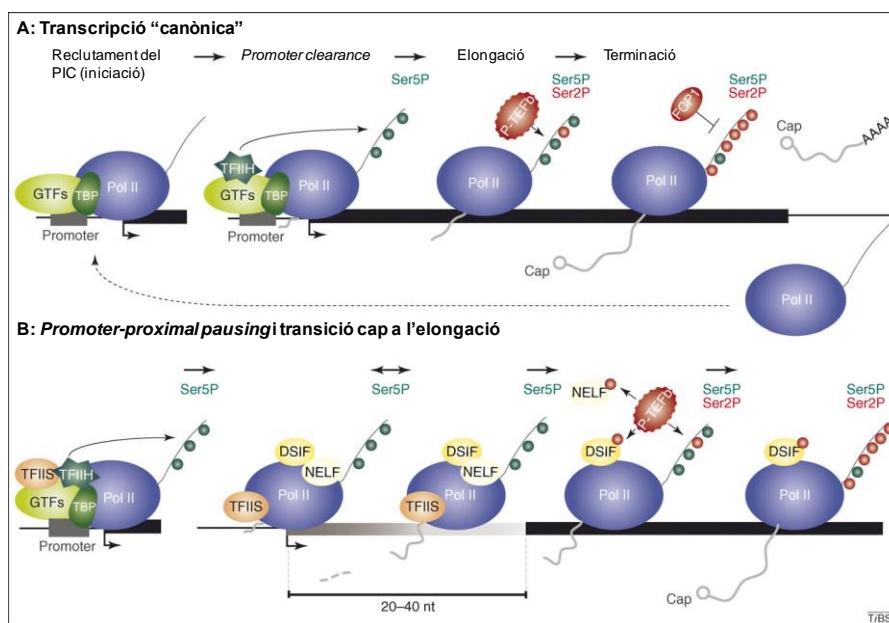 A: Transcripció “canònica”
Reclutament del
PIC (iniciació)
Promoter clearance
Elongació
Terminació
Ser5P
Ser5P
Ser2P
Ser5P
Ser2P
TFIIH
GTFs
TBP
Pol II
Promoter
GTFs
TBP
Pol II
Promoter
P-TEFb
Pol II
FCP1
Pol II
Cap
Cap
AAAA
Pol II
B: Promoter-proximal pausing i transició cap a l’elongació
Ser5P
Ser5P
Ser5P
Ser5P
Ser2P
Ser5P
Ser2P
TFIIS
TFIIH
GTFs
TBP
Pol II
Promoter
DSIF
NELF
Pol II
TFIIS
DSIF
NELF
Pol II
TFIIS
NELF
P-TEFb
DSIF
Pol II
DSIF
Pol II
Cap
20–40 nt
TiBS